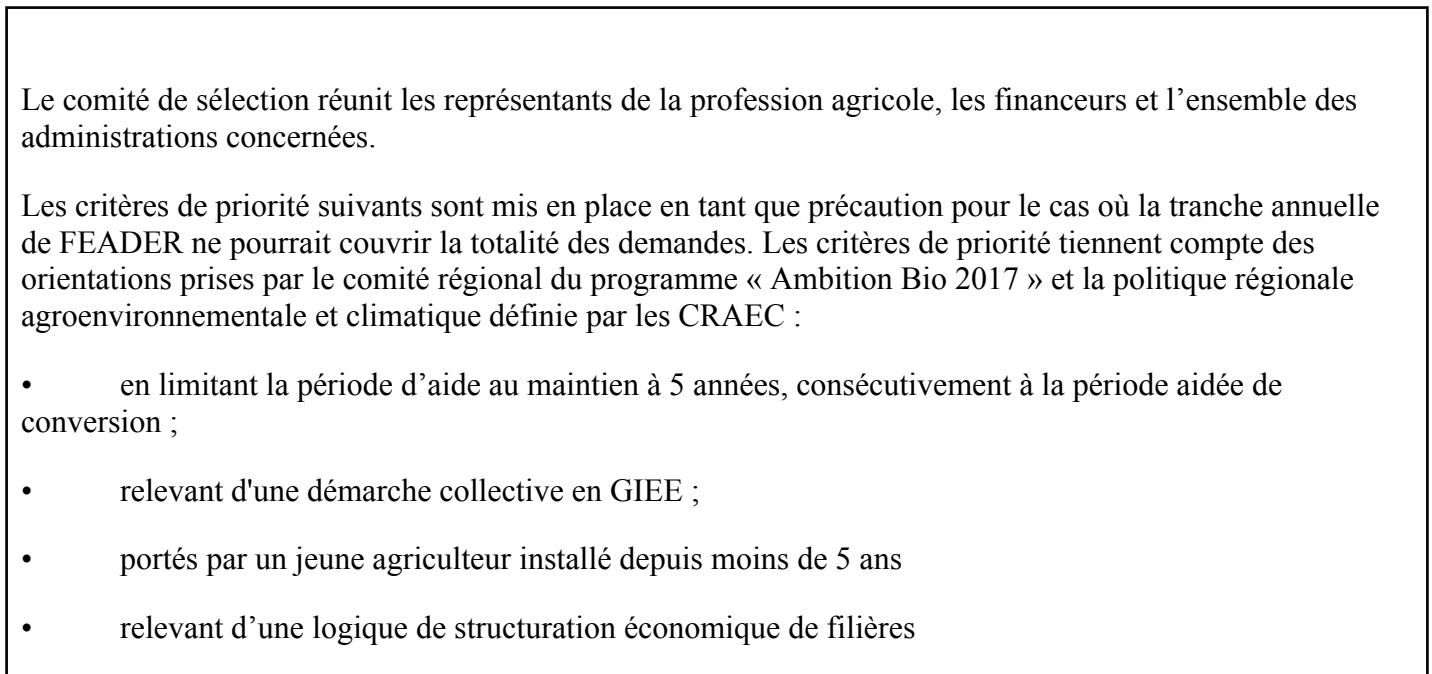 Le comité de sélection réunit les représentants de la profession agricole, les financeurs et l’ensemble des
administrations concernées.
Les critères de priorité suivants sont mis en place en tant que précaution pour le cas où la tranche annuelle
de FEADER ne pourrait couvrir la totalité des demandes. Les critères de priorité tiennent compte des
orientations prises par le comité régional du programme « Ambition Bio 2017 » et la politique régionale
agroenvironnementale et climatique définie par les CRAEC :
• en limitant la période d’aide au maintien à 5 années, consécutivement à la période aidée de
conversion ;
• relevant d'une démarche collective en GIEE ;
• portés par un jeune agriculteur installé depuis moins de 5 ans
• relevant d’une logique de structuration économique de filières